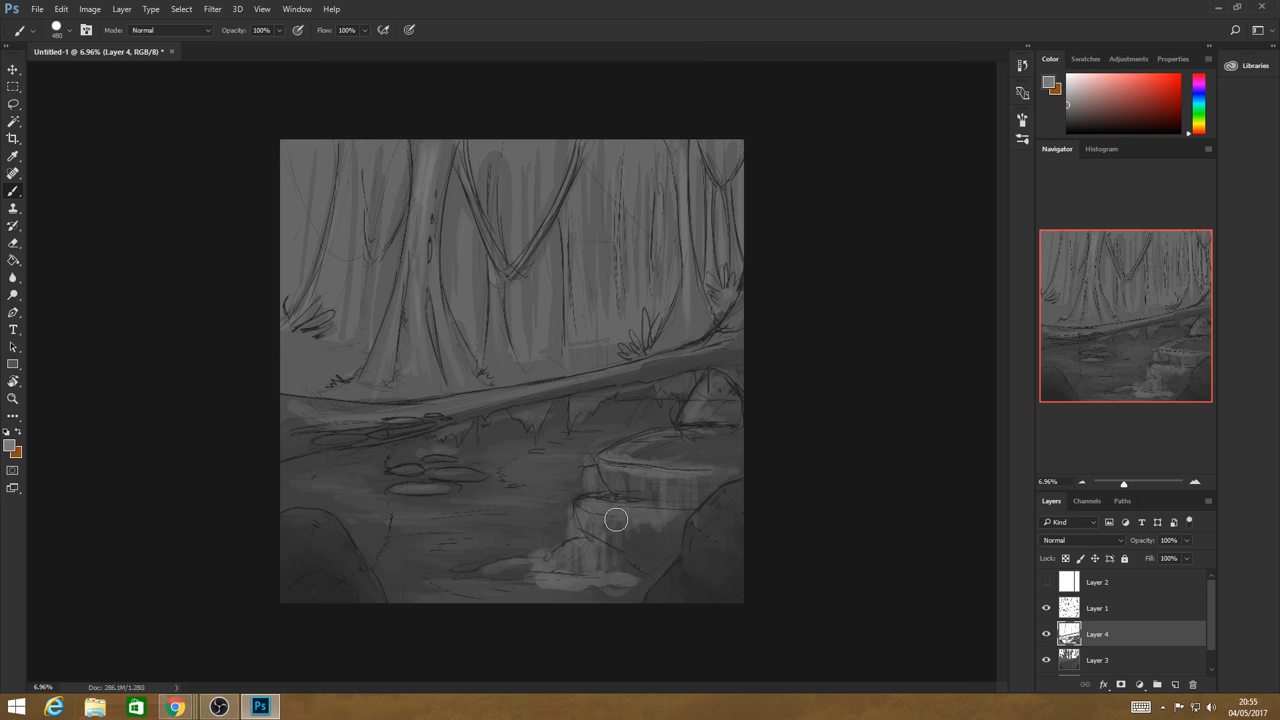 Ps File Edit Image Layer Type Select Filter 3D View Window Help
480 Mode: Normal Opacity: 100% Flow: 100%
Untitled-1 @ 6.96% (Layer 4, RGB/8) * ×
Color Swatches Adjustments Properties
Libraries
Navigator Histogram
6.96%
Layers Channels Paths
Kind
Normal Opacity: 100%
Lock: Fill: 100%
Layer 2
Layer 1
Layer 4
Layer 3
6.96% Doc: 286.1M/1.28G
Ps
20:55
04/05/2017